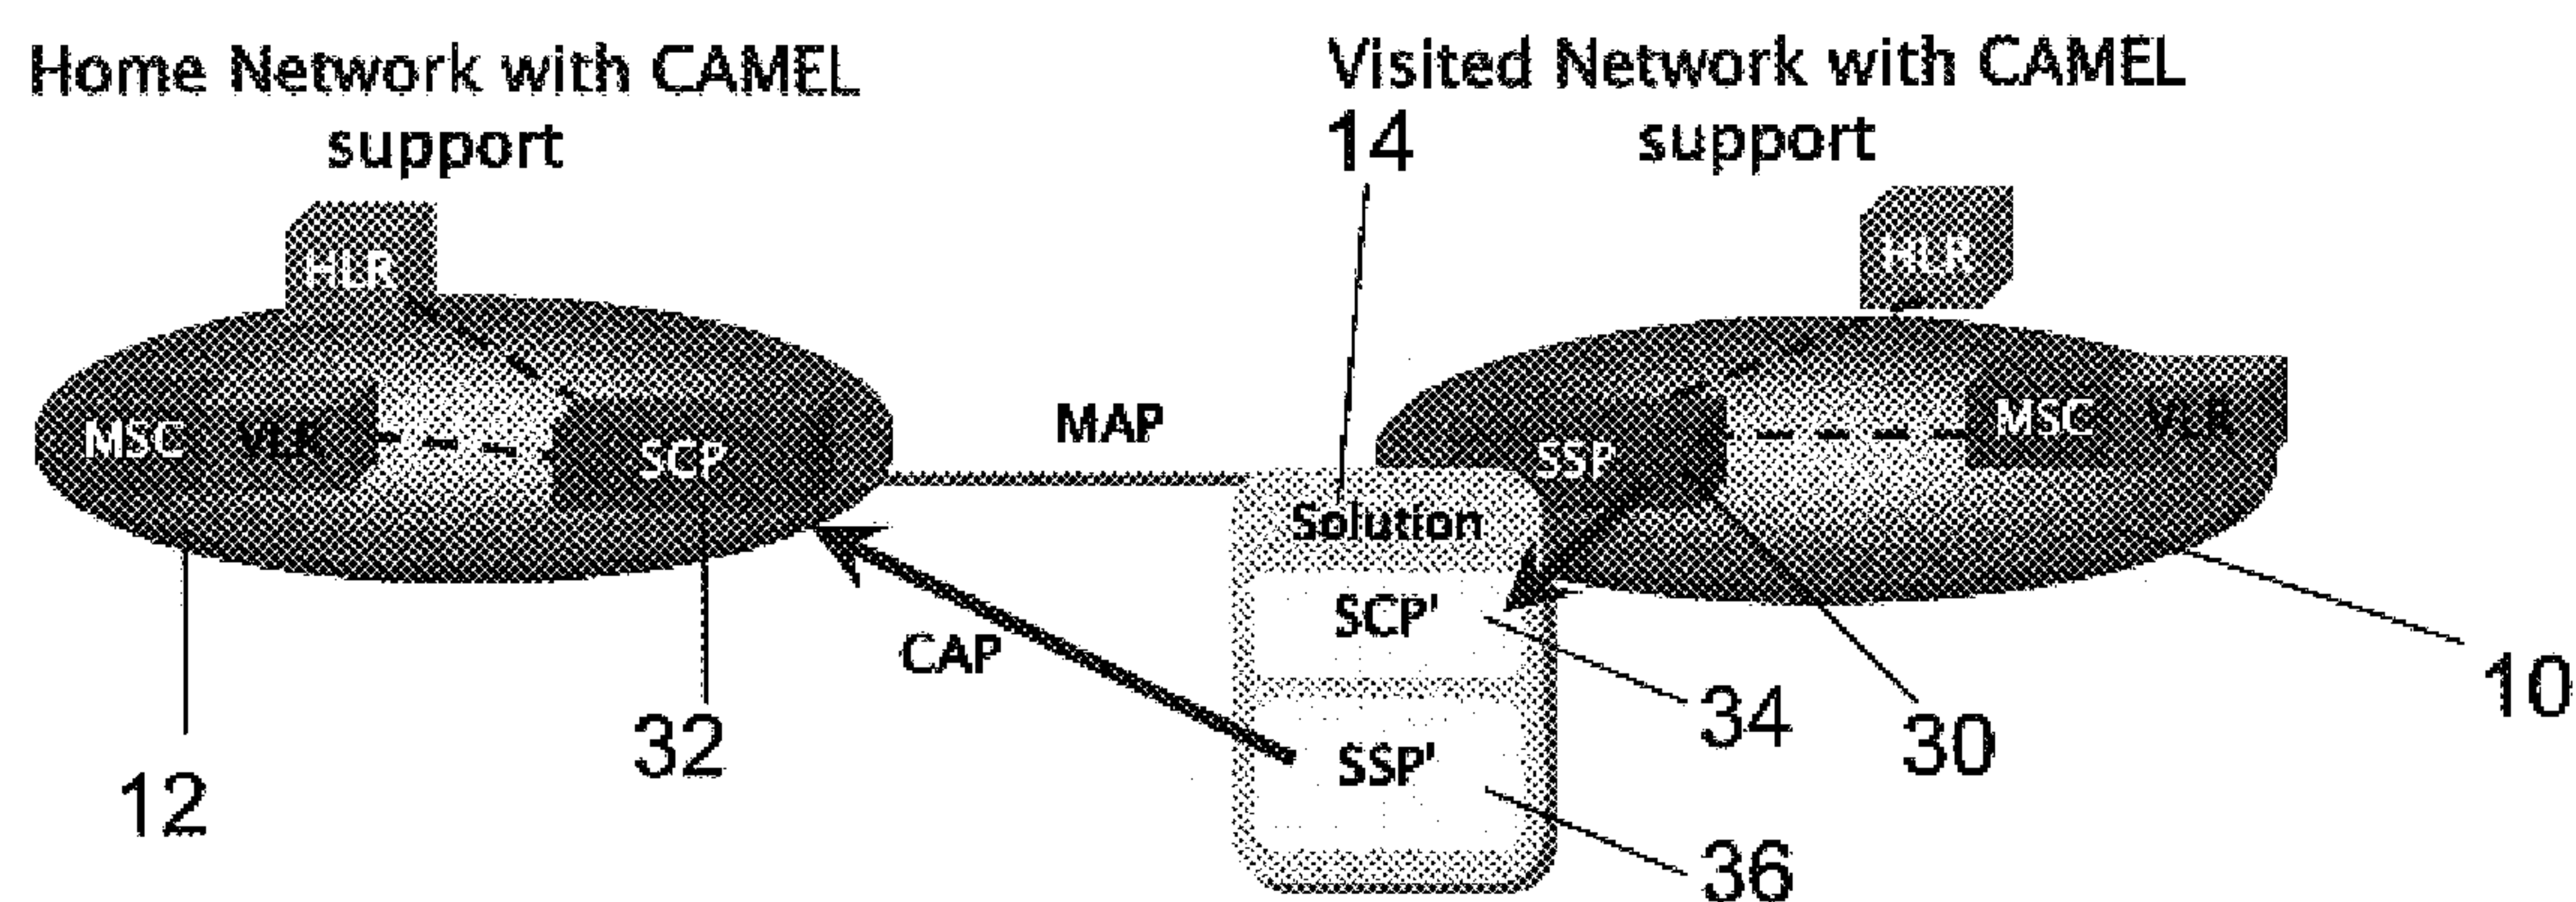 Home Network with CAMEL
support
Visited Network with CAMEL
support
14
HLR
HLR
MSC VLR
SCP
MAP
SSP
MSC VLR
Solution
SCP'
CAP
SSP'
12
32
34
30
10
36